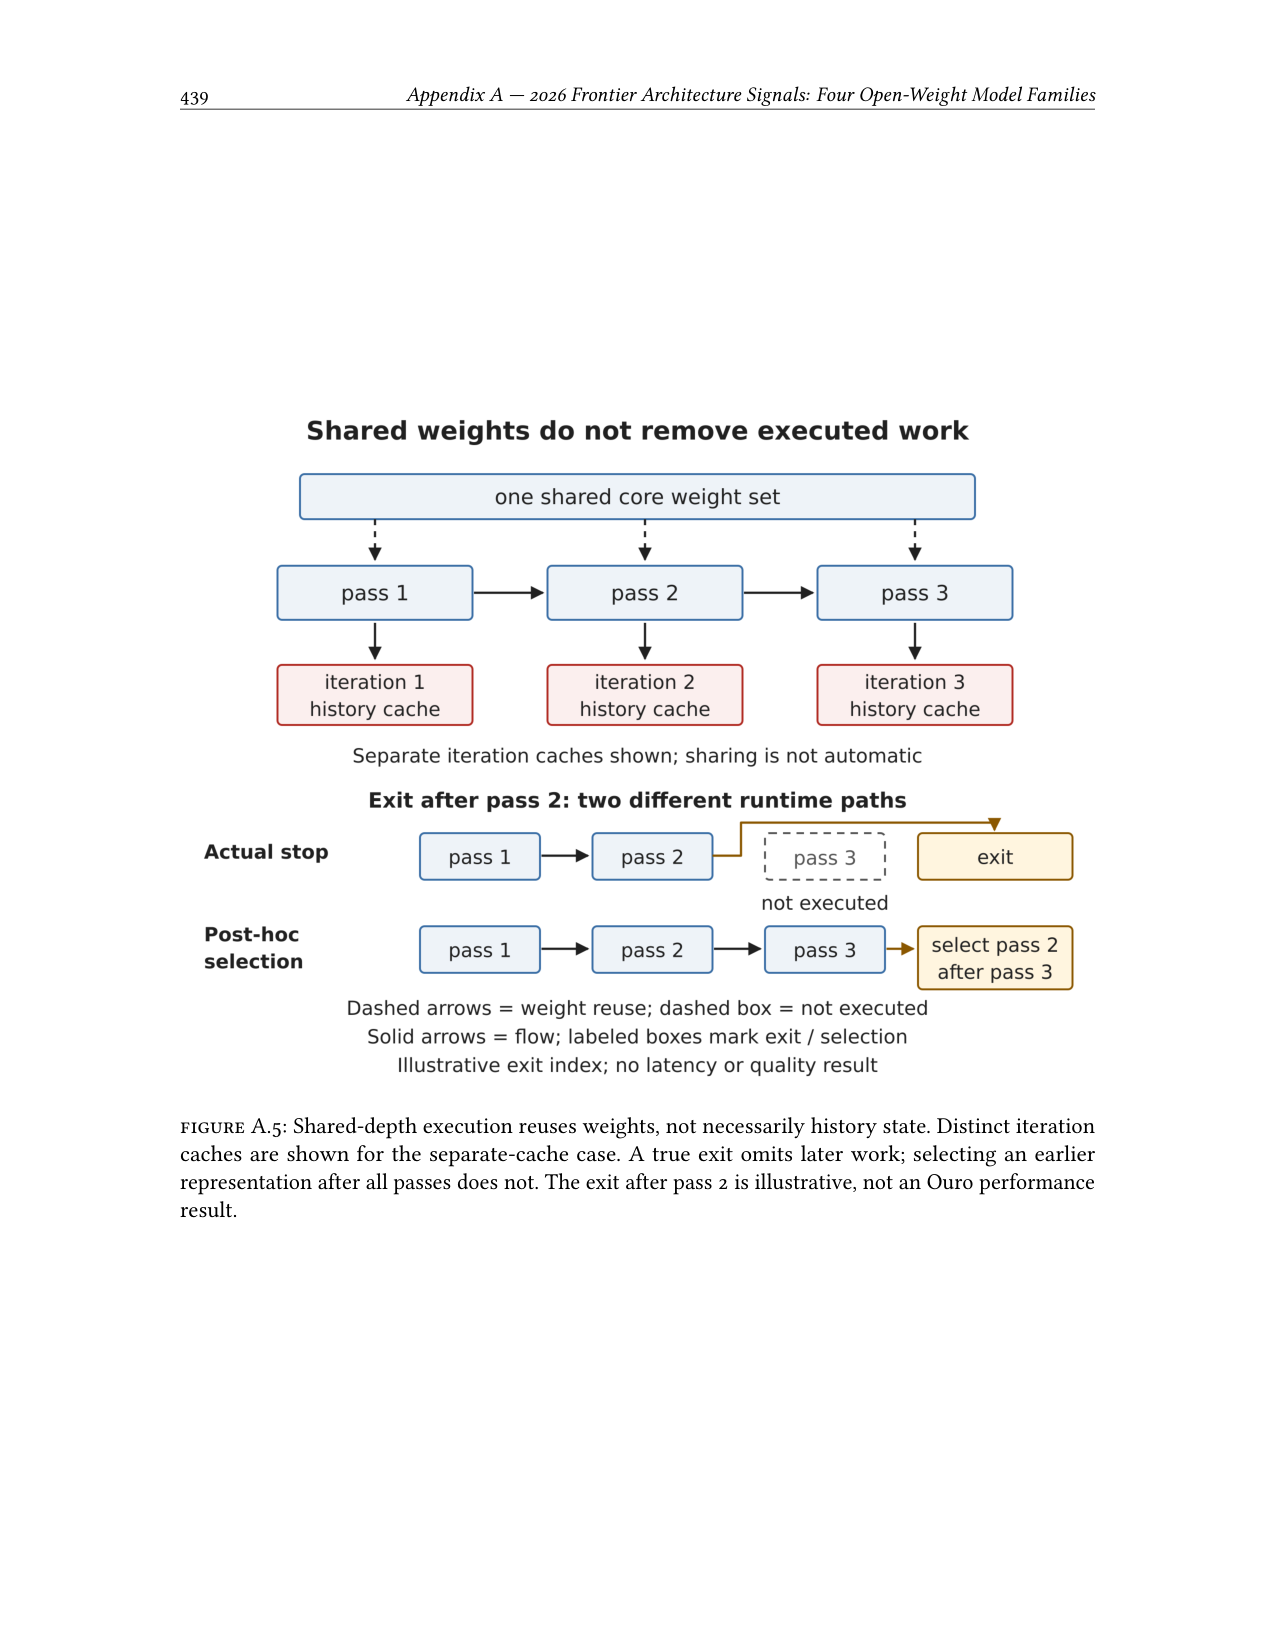 439
Appendix A — 2026 Frontier Architecture Signals: Four Open-Weight Model Families
Shared weights do not remove executed work
one shared core weight set
pass 1
pass 2
pass 3
iteration 1
history cache
iteration 2
history cache
iteration 3
history cache
Separate iteration caches shown; sharing is not automatic
Exit after pass 2: two different runtime paths
Actual stop
pass 1
pass 2
pass 3
exit
not executed
Post-hoc
selection
pass 1
pass 2
pass 3
select pass 2
after pass 3
Dashed arrows = weight reuse; dashed box = not executed
Solid arrows = flow; labeled boxes mark exit / selection
Illustrative exit index; no latency or quality result
FIGURE A.5: Shared-depth execution reuses weights, not necessarily history state. Distinct iteration
caches are shown for the separate-cache case. A true exit omits later work; selecting an earlier
representation after all passes does not. The exit after pass 2 is illustrative, not an Ouro performance
result.